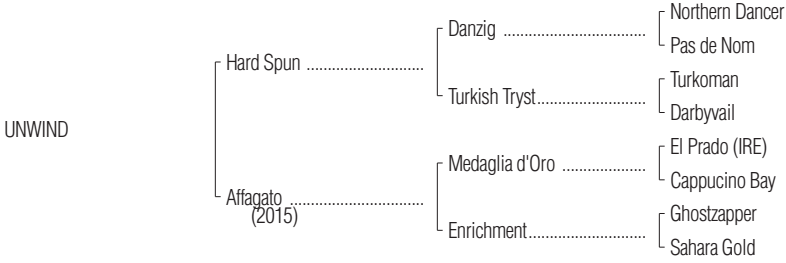 Northern Dancer
Danzig ..................................
Pas de Nom
Hard Spun ............................
Turkoman
Turkish Tryst..........................
Darbyvail
UNWIND
El Prado (IRE)
Medaglia d'Oro ....................
Cappucino Bay
Affagato ................................
(2015)
Ghostzapper
Enrichment............................
Sahara Gold